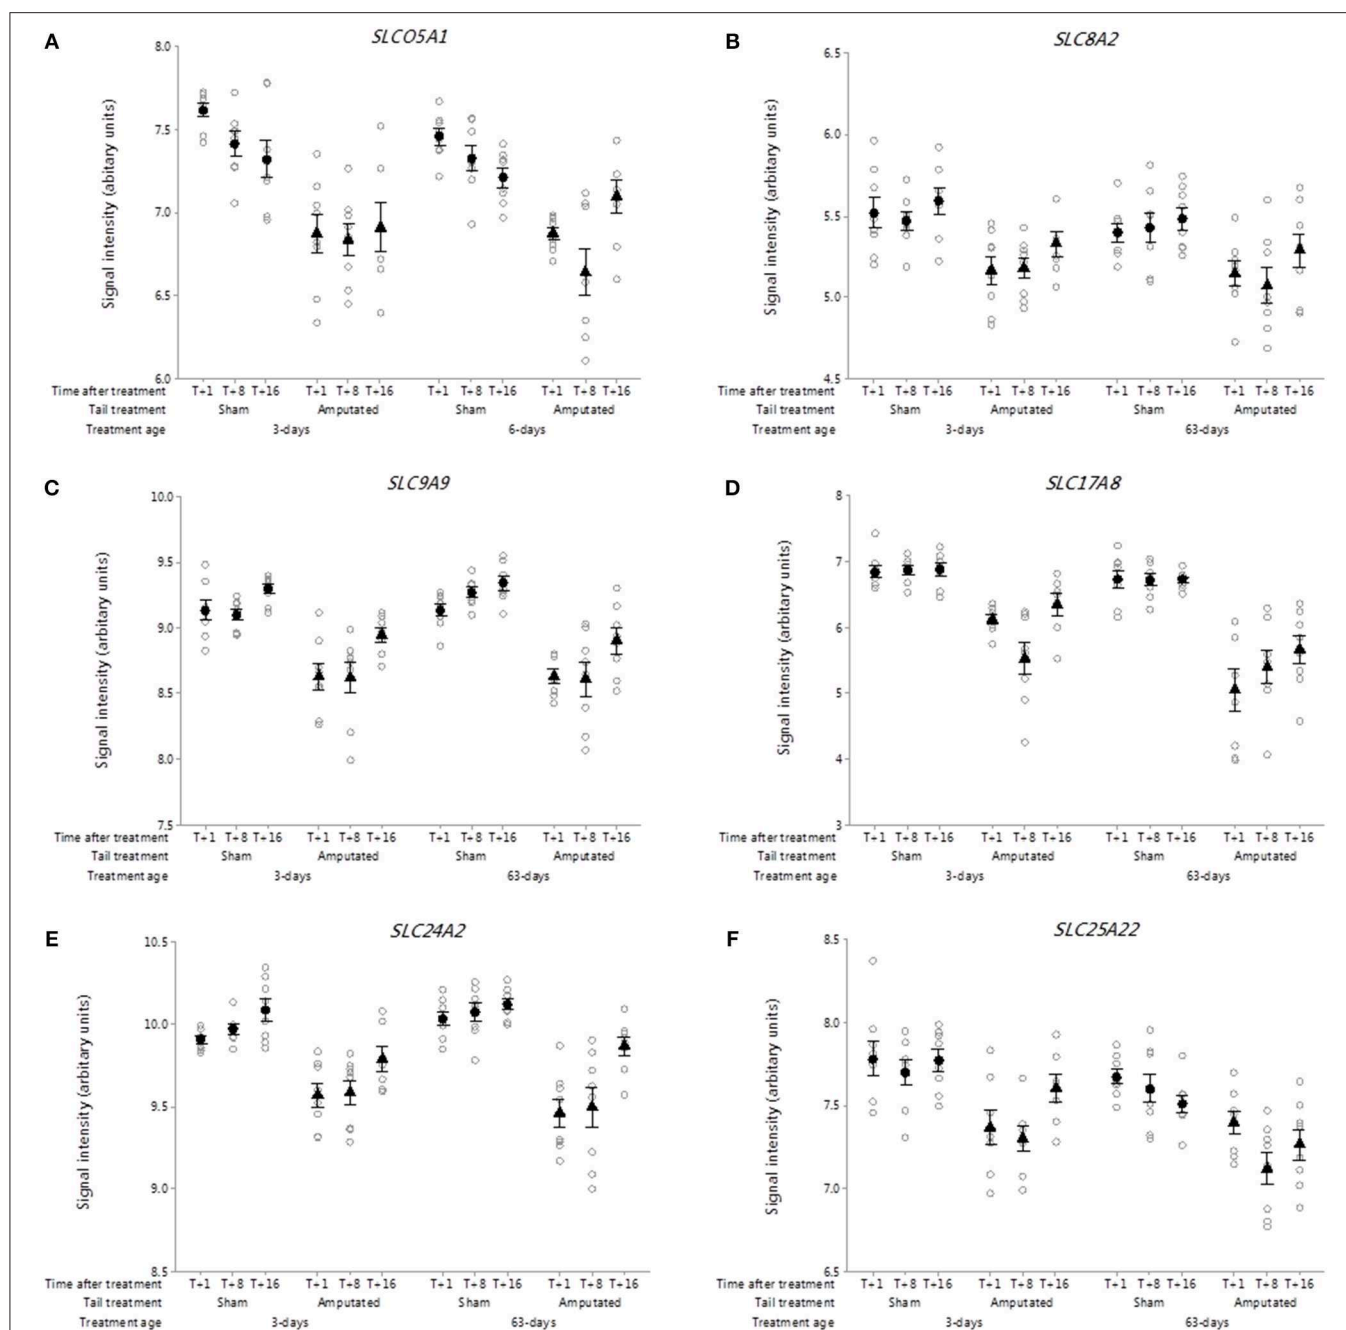 A
SLCO5A1
Signal intensity (abitary units)
8.0
7.5
7.0
6.5
6.0
Time after treatment T+1 T+8 T+16 T+1 T+8 T+16 T+1 T+8 T+16 T+1 T+8 T+16
Tail treatment Sham Amputated Sham Amputated
Treatment age 3-days 6-days
B
SLC8A2
Signal intensity (arbitary units)
6.5
6.0
5.5
5.0
4.5
Time after treatment T+1 T+8 T+16 T+1 T+8 T+16 T+1 T+8 T+16 T+1 T+8 T+16
Tail treatment Sham Amputated Sham Amputated
Treatment age 3-days 63-days
C
SLC9A9
Signal intensity (arbitary units)
10.0
9.5
9.0
8.5
8.0
7.5
Time after treatment T+1 T+8 T+16 T+1 T+8 T+16 T+1 T+8 T+16 T+1 T+8 T+16
Tail treatment Sham Amputated Sham Amputated
Treatment age 3-days 63-days
D
SLC17A8
Signal intensity (arbitary units)
8
7
6
5
4
3
Time after treatment T+1 T+8 T+16 T+1 T+8 T+16 T+1 T+8 T+16 T+1 T+8 T+16
Tail treatment Sham Amputated Sham Amputated
Treatment age 3-days 63-days
E
SLC24A2
Signal intensity (arbitary units)
10.5
10.0
9.5
9.0
8.5
Time after treatment T+1 T+8 T+16 T+1 T+8 T+16 T+1 T+8 T+16 T+1 T+8 T+16
Tail treatment Sham Amputated Sham Amputated
Treatment age 3-days 63-days
F
SLC25A22
Signal intensity (arbitary units)
8.5
8.0
7.5
7.0
6.5
Time after treatment T+1 T+8 T+16 T+1 T+8 T+16 T+1 T+8 T+16 T+1 T+8 T+16
Tail treatment Sham Amputated Sham Amputated
Treatment age 3-days 63-days